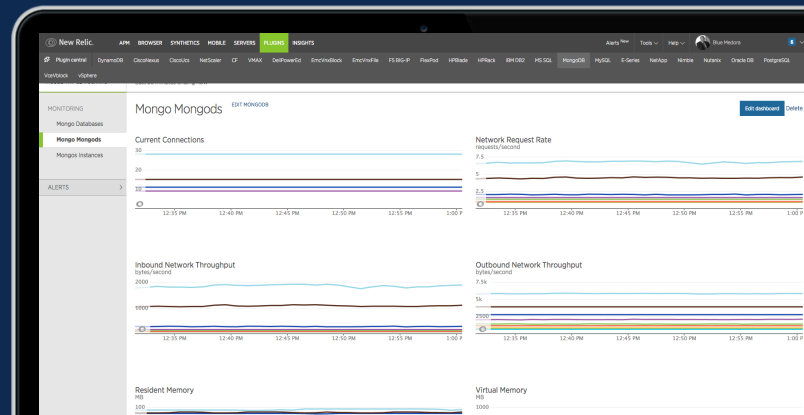 New Relic. APM BROWSER SYNTHETICS MOBILE SERVERS PLUGINS INSIGHTS Alerts New Tools Help Blue Medora 6
Plugin central DynamoDB CiscoNexus CiscoUcs NetScaler CF VMAX DellPowerEd EmcVnxBlock EmcVnxFile F5 BIG-IP FlexPod HPBlade HPRack IBM DB2 MS SQL MongoDB MySQL E-Series NetApp Nimble Nutanix Oracle DB PostgreSQL
VceVblock vSphere
MONITORING
Mongo Databases
Mongo Mongods
Mongos Instances
ALERTS >
Mongo Mongods EDIT MONGODB Edit dashboard Delete
Current Connections
30
20
10
12:35 PM 12:40 PM 12:45 PM 12:50 PM 12:55 PM 1:00 P
Network Request Rate
requests/second
7.5
5
2.5
12:35 PM 12:40 PM 12:45 PM 12:50 PM 12:55 PM 1:00 P
Inbound Network Throughput
bytes/second
2000
1000
12:35 PM 12:40 PM 12:45 PM 12:50 PM 12:55 PM 1:00 P
Outbound Network Throughput
bytes/second
7.5k
5k
2500
12:35 PM 12:40 PM 12:45 PM 12:50 PM 12:55 PM 1:00 P
Resident Memory
MB
100
Virtual Memory
MB
1000